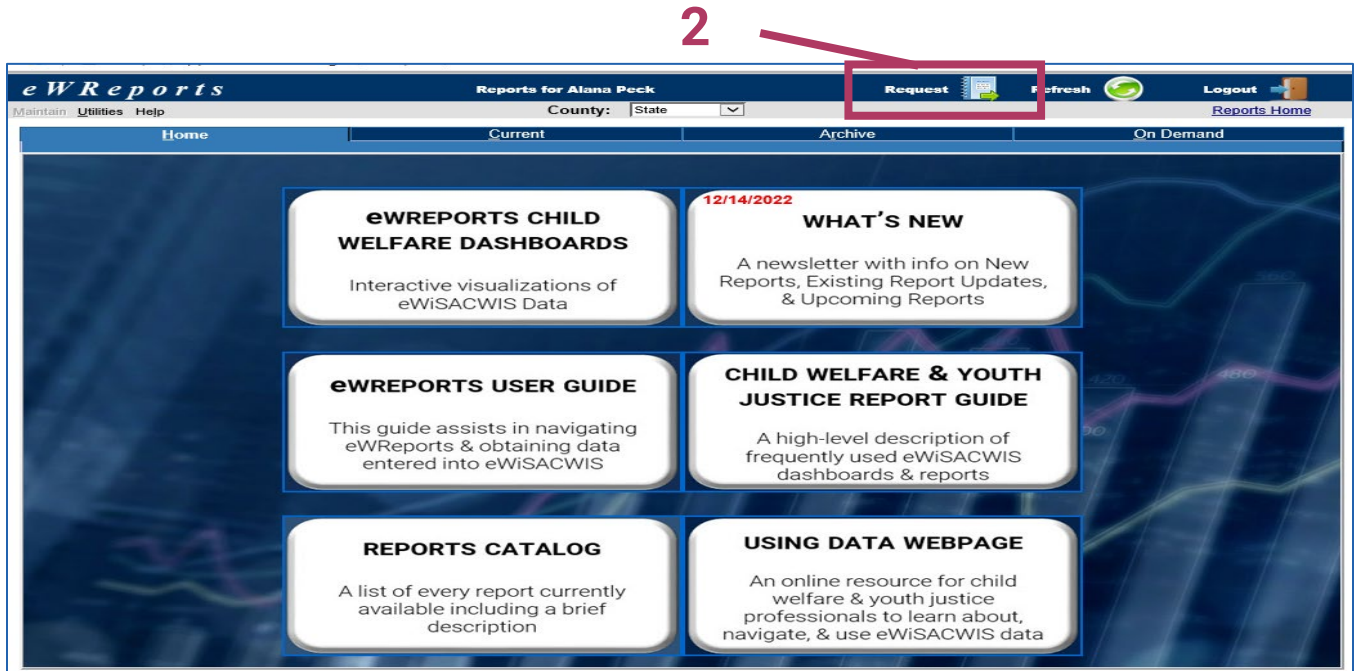 2
eWReports Reports for Alana Peck Request Refresh Logout
Maintain Utilities Help County: State Reports Home
Home Current Archive On Demand
eWREPORTS CHILD
WELFARE DASHBOARDS
Interactive visualizations of
eWiSACWIS Data
12/14/2022
WHAT'S NEW
A newsletter with info on New
Reports, Existing Report Updates,
& Upcoming Reports
eWREPORTS USER GUIDE
This guide assists in navigating
eWReports & obtaining data
entered into eWiSACWIS
CHILD WELFARE & YOUTH
JUSTICE REPORT GUIDE
A high-level description of
frequently used eWiSACWIS
dashboards & reports
REPORTS CATALOG
A list of every report currently
available including a brief
description
USING DATA WEBPAGE
An online resource for child
welfare & youth justice
professionals to learn about,
navigate, & use eWiSACWIS data
420
480